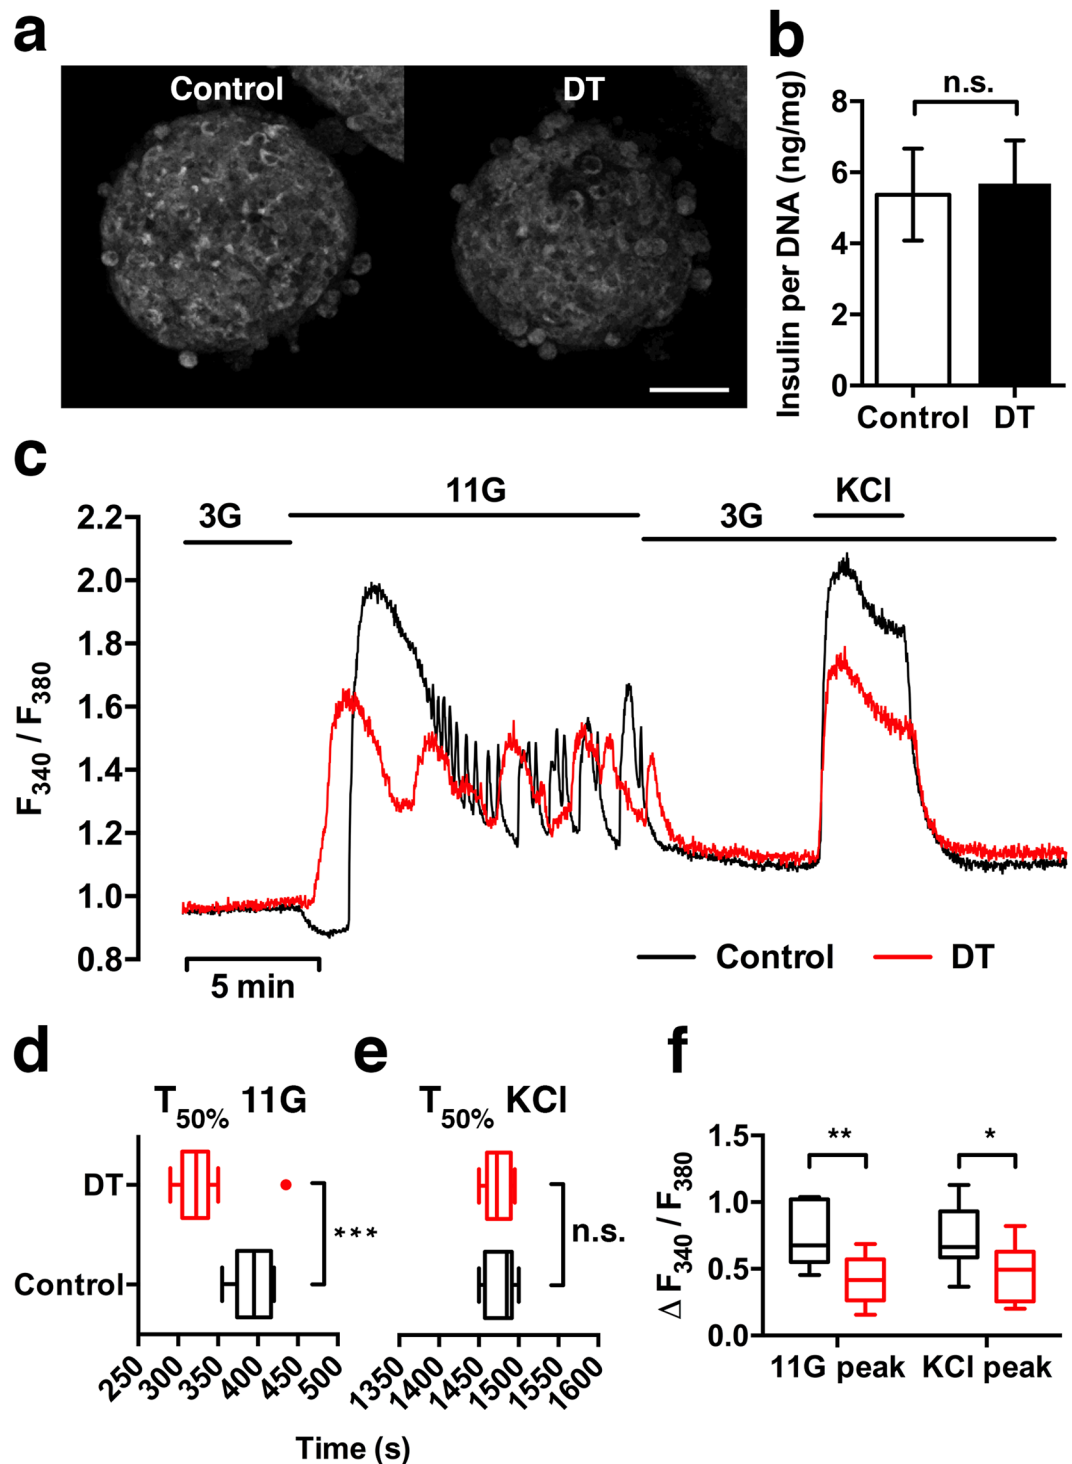 a
Control
DT
b
n.s.
Insulin per DNA (ng/mg)
8
6
4
2
0
Control DT
c
3G
11G
3G
KCl
2.2
2.0
1.8
1.6
1.4
1.2
1.0
0.8
F340 / F380
5 min
Control
DT
d
T50% 11G
DT
Control
***
250 300 350 400 450 500
e
T50% KCl
n.s.
1350 1400 1450 1500 1550 1600
Time (s)
f
Δ F340 / F380
1.5
1.0
0.5
0.0
**
*
11G peak KCl peak